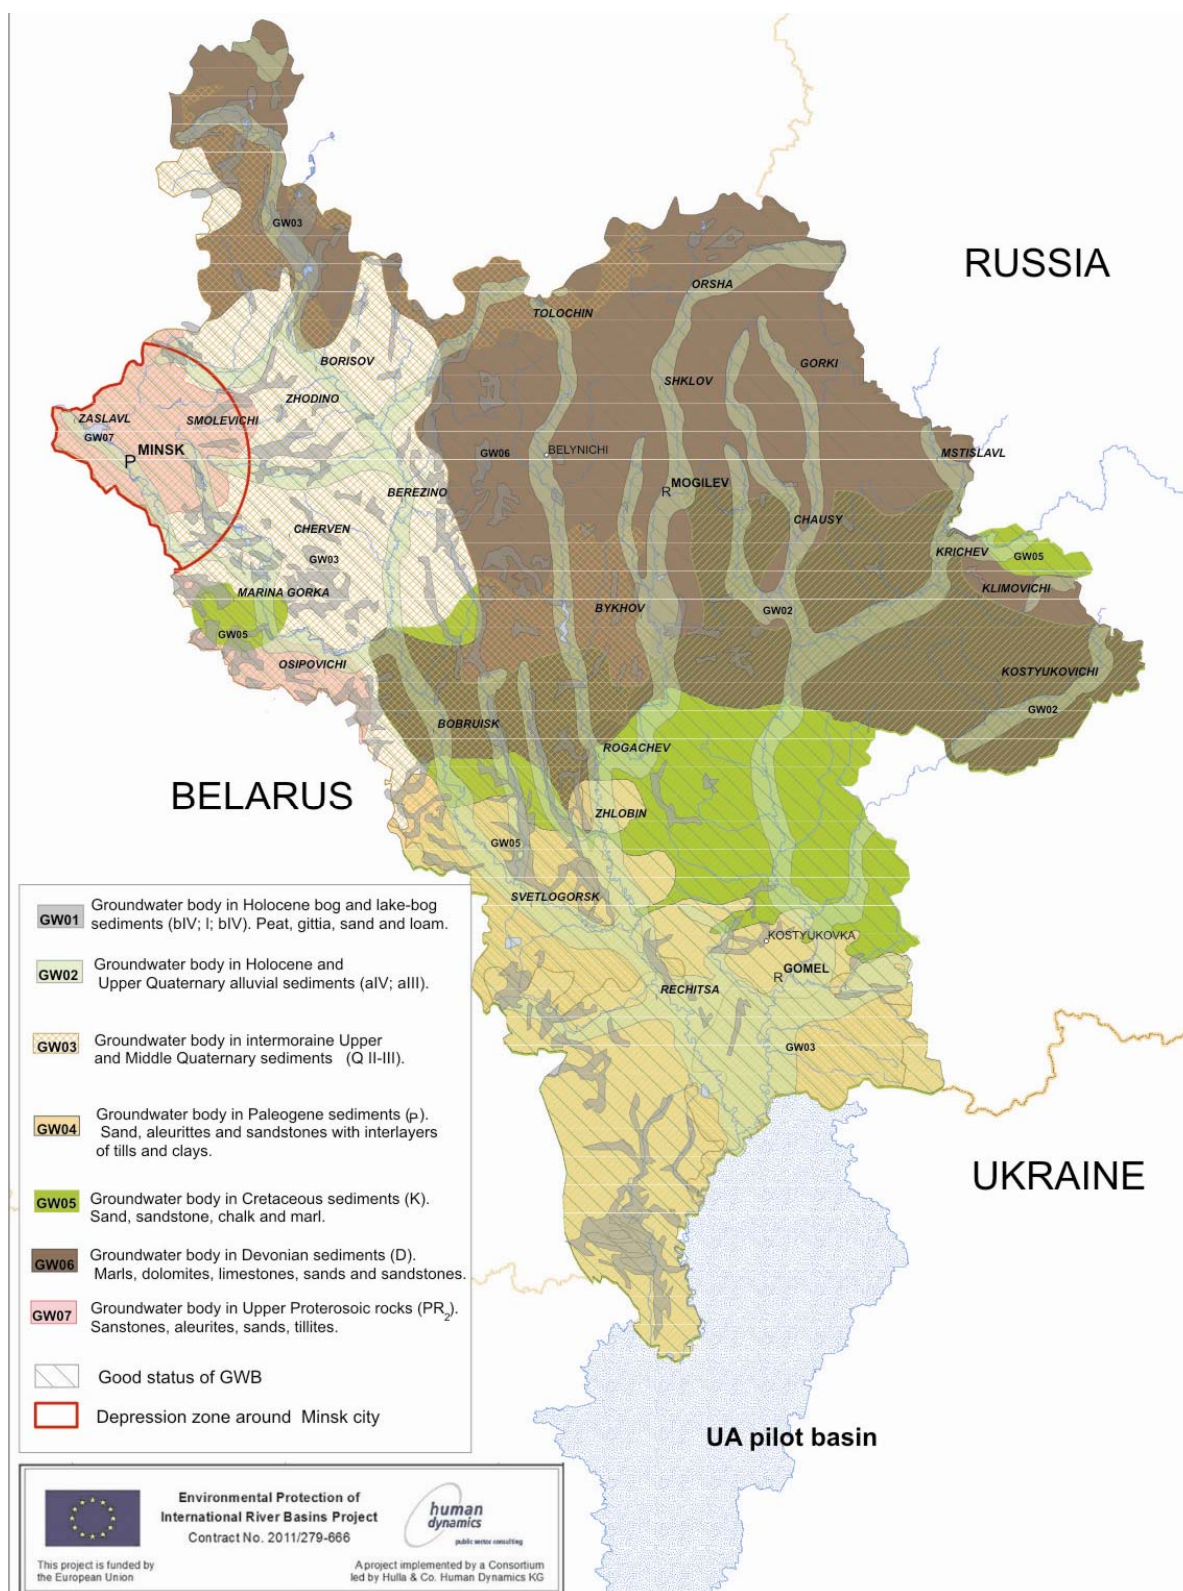 GW03
RUSSIA
ORSHA
TOLOCHIN
BORISOV
GORKI
SHKLOV
ZHODINO
ZASLAVL
SMOLEVICHI
GW07
MINSK
P
GW06
BELYNICHI
MSTISLAVL
MOGILEV
R
BEREZINO
CHAUSY
CHERVEN
GW03
KRICHEV
GW05
KLIMOVICHI
MARINA GORKA
BYKHOV
GW02
GW05
OSIPOVICHI
KOSTYUKOVICHI
GW02
BOBRUISK
ROGACHEV
BELARUS
ZHLOBIN
GW05
SVETLOGORSK
KOSTYUKOVKA
GOMEL
R
RECHITSA
GW03
UKRAINE
UA pilot basin
GW01 Groundwater body in Holocene bog and lake-bog
sediments (bIV; l; bIV). Peat, gittia, sand and loam.
GW02 Groundwater body in Holocene and
Upper Quaternary alluvial sediments (aIV; aIII).
GW03 Groundwater body in intermoraine Upper
and Middle Quaternary sediments (Q II-III).
GW04 Groundwater body in Paleogene sediments (P).
Sand, aleurittes and sandstones with interlayers
of tills and clays.
GW05 Groundwater body in Cretaceous sediments (K).
Sand, sandstone, chalk and marl.
GW06 Groundwater body in Devonian sediments (D).
Marls, dolomites, limestones, sands and sandstones.
GW07 Groundwater body in Upper Proterosoic rocks (PR2).
Sanstones, aleurites, sands, tillites.
Good status of GWB
Depression zone around Minsk city
Environmental Protection of
International River Basins Project
Contract No. 2011/279-666
human
dynamics
public sector consulting
This project is funded by
the European Union
A project implemented by a Consortium
led by Hulla & Co. Human Dynamics KG